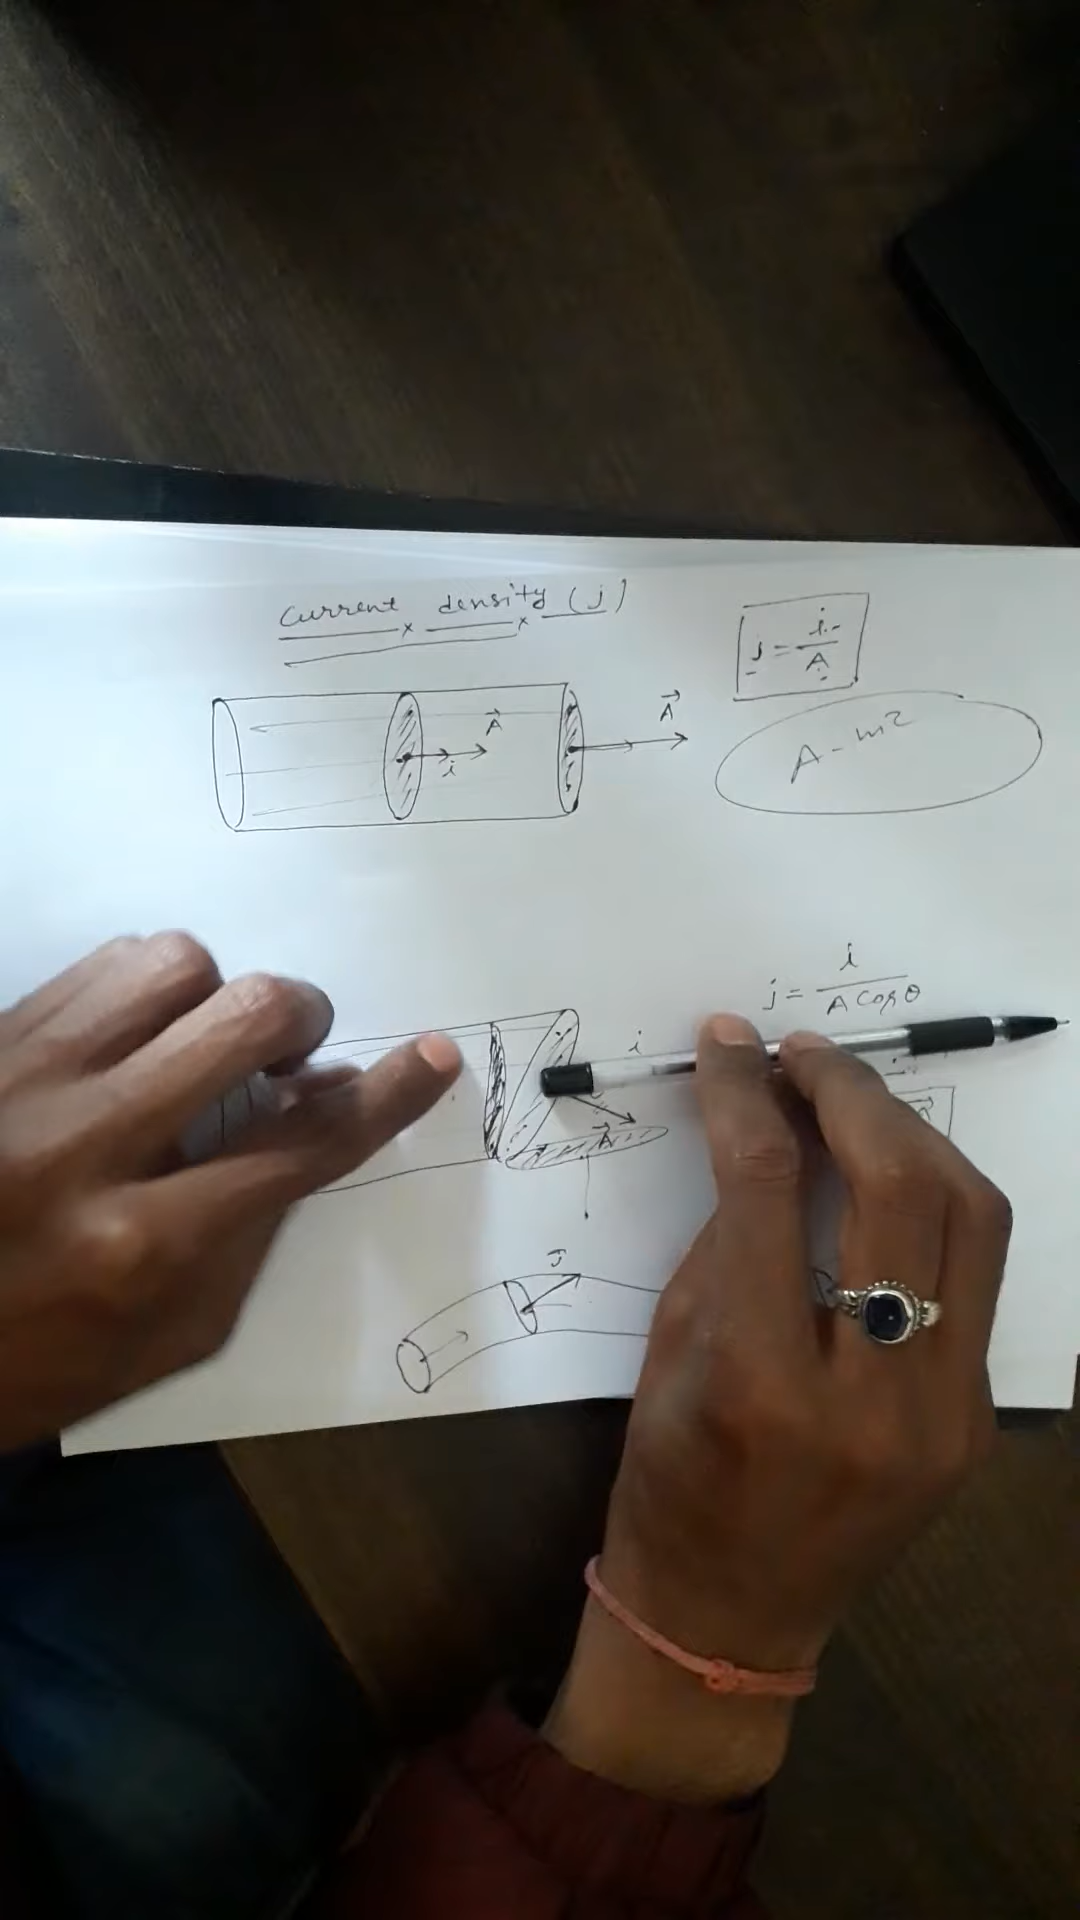 Current density (j)
j = i / A
A⃗
A⃗
i
A - m²
j = i / A cos θ
i
A⃗
J